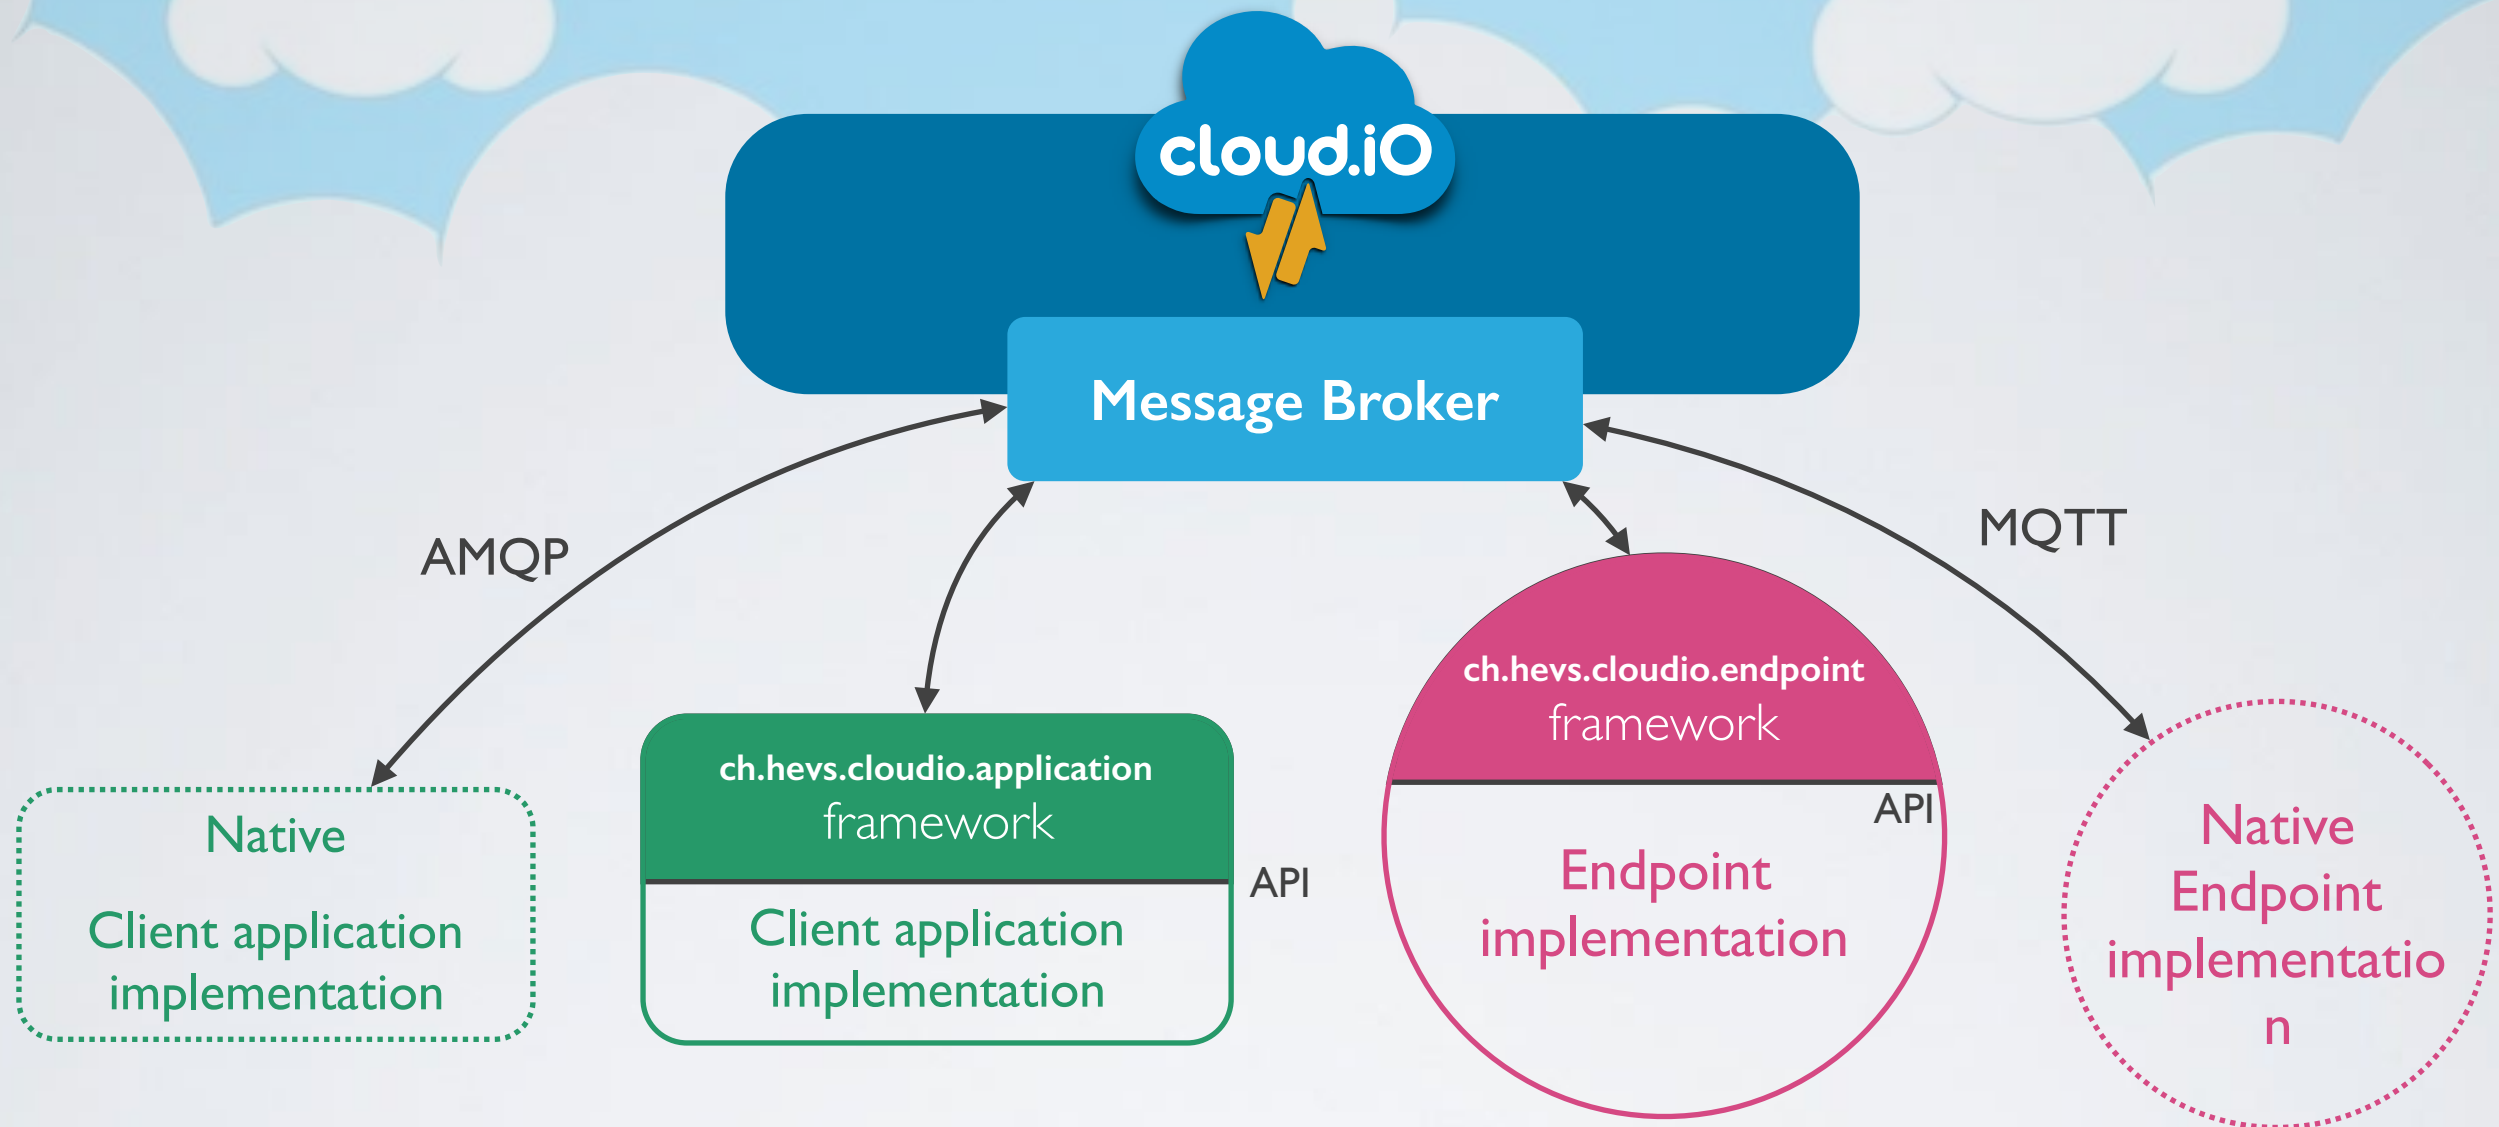 cloud.iO
Message Broker
AMQP
MQTT
ch.hevs.cloudio.endpoint
framework
API
Endpoint
implementation
ch.hevs.cloudio.application
framework
API
Client application
implementation
Native
Client application
implementation
Native
Endpoint
implementatio
n